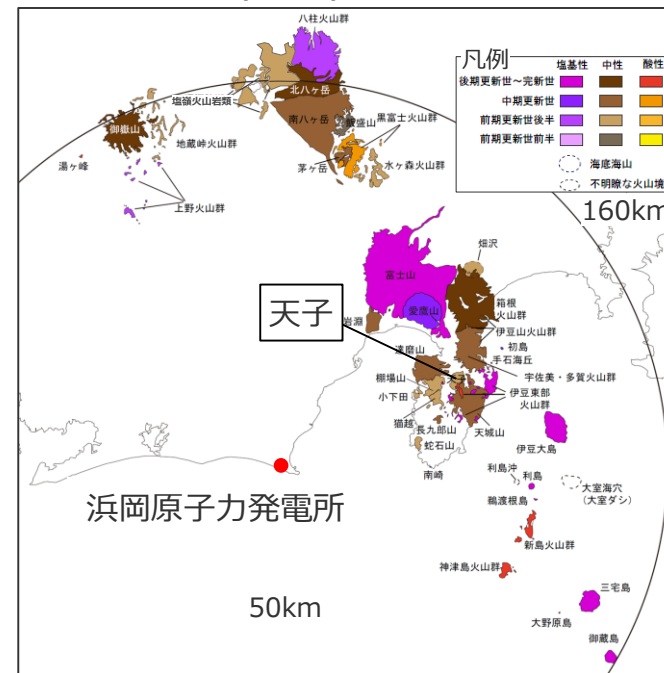 八柱火山群
凡例
塩基性 中性 酸性
後期更新世~完新世
中期更新世
前期更新世後半
前期更新世前半
海底海山
不明瞭な火山境
160km
塩嶺火山岩類
北八ヶ岳
御嶽山
南八ヶ岳
飯盛山
黒富士火山群
地蔵峠火山群
湯ヶ峰
茅ヶ岳
水ヶ森火山群
上野火山群
畑沢
富士山
天子
愛鷹山
箱根
火山群
岩淵
伊豆山火山群
初島
達磨山
手石海丘
棚場山
宇佐美・多賀火山群
小下田
伊豆東部
火山群
猫越
長九郎山
天城山
蛇石山
伊豆大島
南崎
利島沖
利島
大室海穴
(大室ダシ)
鵜渡根島
浜岡原子力発電所
新島火山群
神津島火山群
50km
三宅島
大野原島
御蔵島